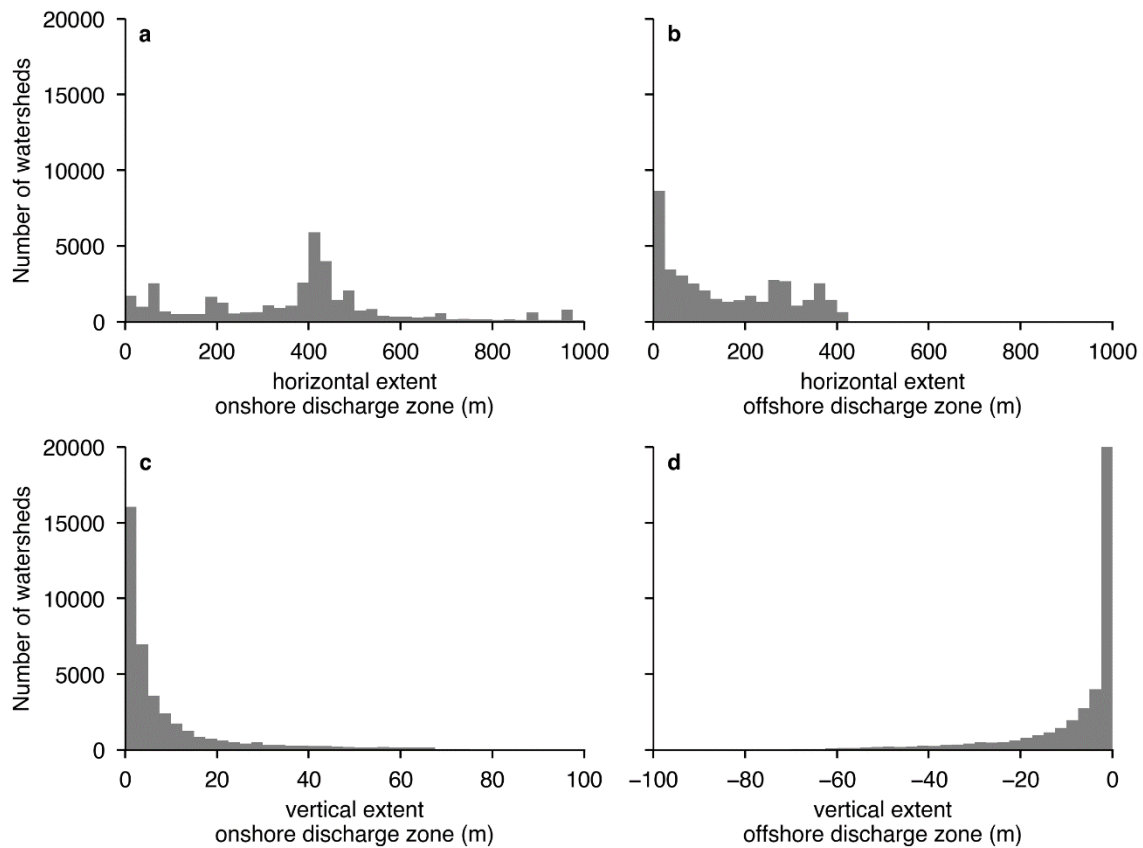 a
20000
15000
10000
5000
0
Number of watersheds
0 200 400 600 800 1000
horizontal extent
onshore discharge zone (m)
b
0 200 400 600 800 1000
horizontal extent
offshore discharge zone (m)
c
20000
15000
10000
5000
0
Number of watersheds
0 20 40 60 80 100
vertical extent
onshore discharge zone (m)
d
−100 −80 −60 −40 −20 0
vertical extent
offshore discharge zone (m)